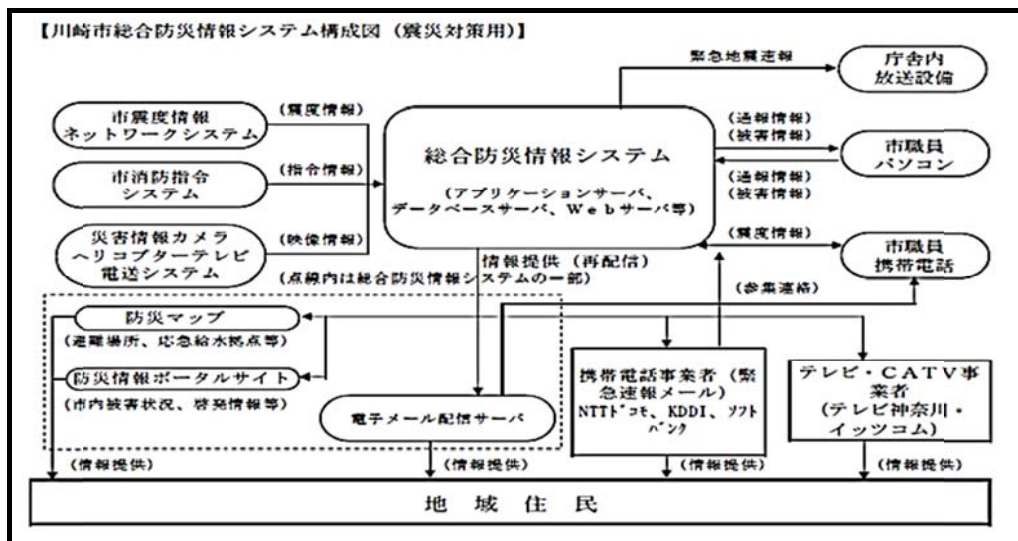 【川崎市総合防災情報システム構成図（震災対策用）】
緊急地震速報
庁舎内
放送設備
市震度情報
ネットワークシステム
（震度情報）
総合防災情報システム
（アプリケーションサーバ、
データベースサーバ、Ｗｅｂサーバ等）
（通報情報）
（被害情報）
市職員
パソコン
（通報情報）
（被害情報）
市消防指令
システム
（指令情報）
災害情報カメラ
ヘリコプターテレビ
電送システム
（映像情報）
（震度情報）
市職員
携帯電話
情報提供（再配信）
（点線内は総合防災情報システムの一部）
（参集連絡）
防災マップ
（避難場所、応急給水拠点等）
防災情報ポータルサイト
（市内被害状況、啓発情報等）
電子メール配信サーバ
携帯電話事業者（緊
急速報メール）
NTTﾄﾞｺﾓ、KDDI、ｿﾌﾄ
ﾊﾞﾝｸ
テレビ・ＣＡＴＶ事
業者
（テレビ神奈川・
イッツコム）
（情報提供）
（情報提供）
（情報提供）
（情報提供）
地域住民